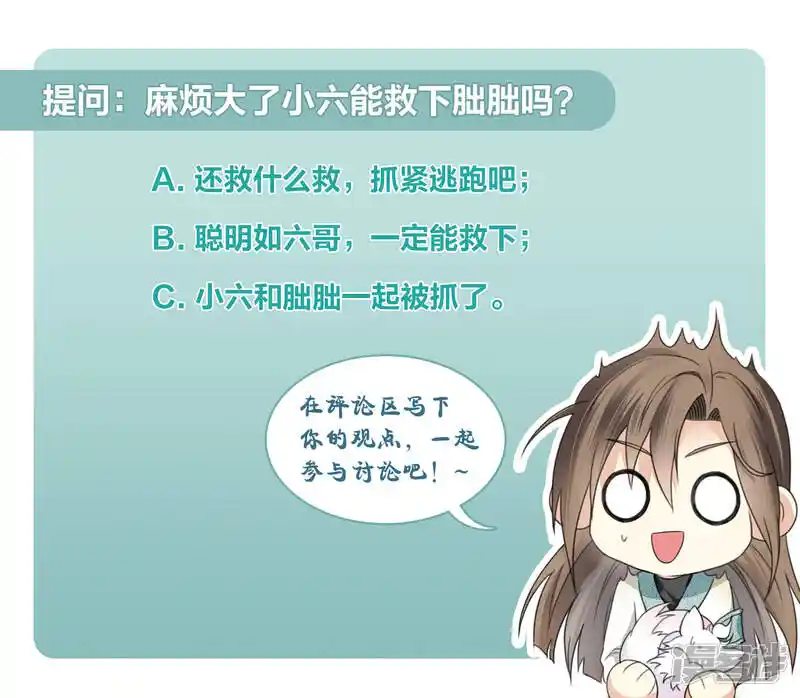 提问：麻烦大了小六能救下朏朏吗？
A. 还救什么救，抓紧逃跑吧；
B. 聪明如六哥，一定能救下；
C. 小六和朏朏一起被抓了。
在评论区写下
你的观点，一起
参与讨论吧！~
漫客栈